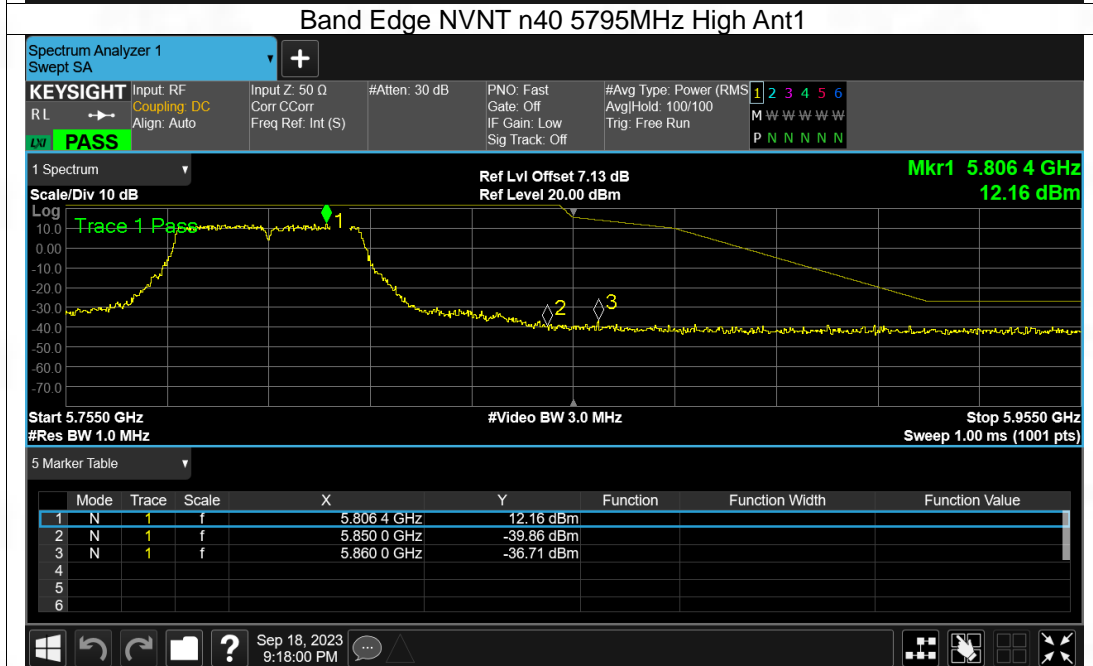 Band Edge NVNT n40 5795MHz High Ant1
Spectrum Analyzer 1
Swept SA
+
KEYSIGHT Input: RF Input Z: 50 Ω #Atten: 30 dB PNO: Fast #Avg Type: Power (RMS 1 2 3 4 5 6
RL Coupling: DC Corr CCorr Gate: Off Avg|Hold: 100/100 M W W W W W
Align: Auto Freq Ref: Int (S) IF Gain: Low Trig: Free Run
LXI PASS Sig Track: Off P N N N N N
1 Spectrum Ref Lvl Offset 7.13 dB Mkr1 5.806 4 GHz
Scale/Div 10 dB Ref Level 20.00 dBm 12.16 dBm
Log
Trace 1 Pass
1
2
3
10.0
0.00
-10.0
-20.0
-30.0
-40.0
-50.0
-60.0
-70.0
Start 5.7550 GHz #Video BW 3.0 MHz Stop 5.9550 GHz
#Res BW 1.0 MHz Sweep 1.00 ms (1001 pts)
5 Marker Table
Mode Trace Scale X Y Function Function Width Function Value
1 N 1 f 5.806 4 GHz 12.16 dBm
2 N 1 f 5.850 0 GHz -39.86 dBm
3 N 1 f 5.860 0 GHz -36.71 dBm
4
5
6
? Sep 18, 2023
9:18:00 PM